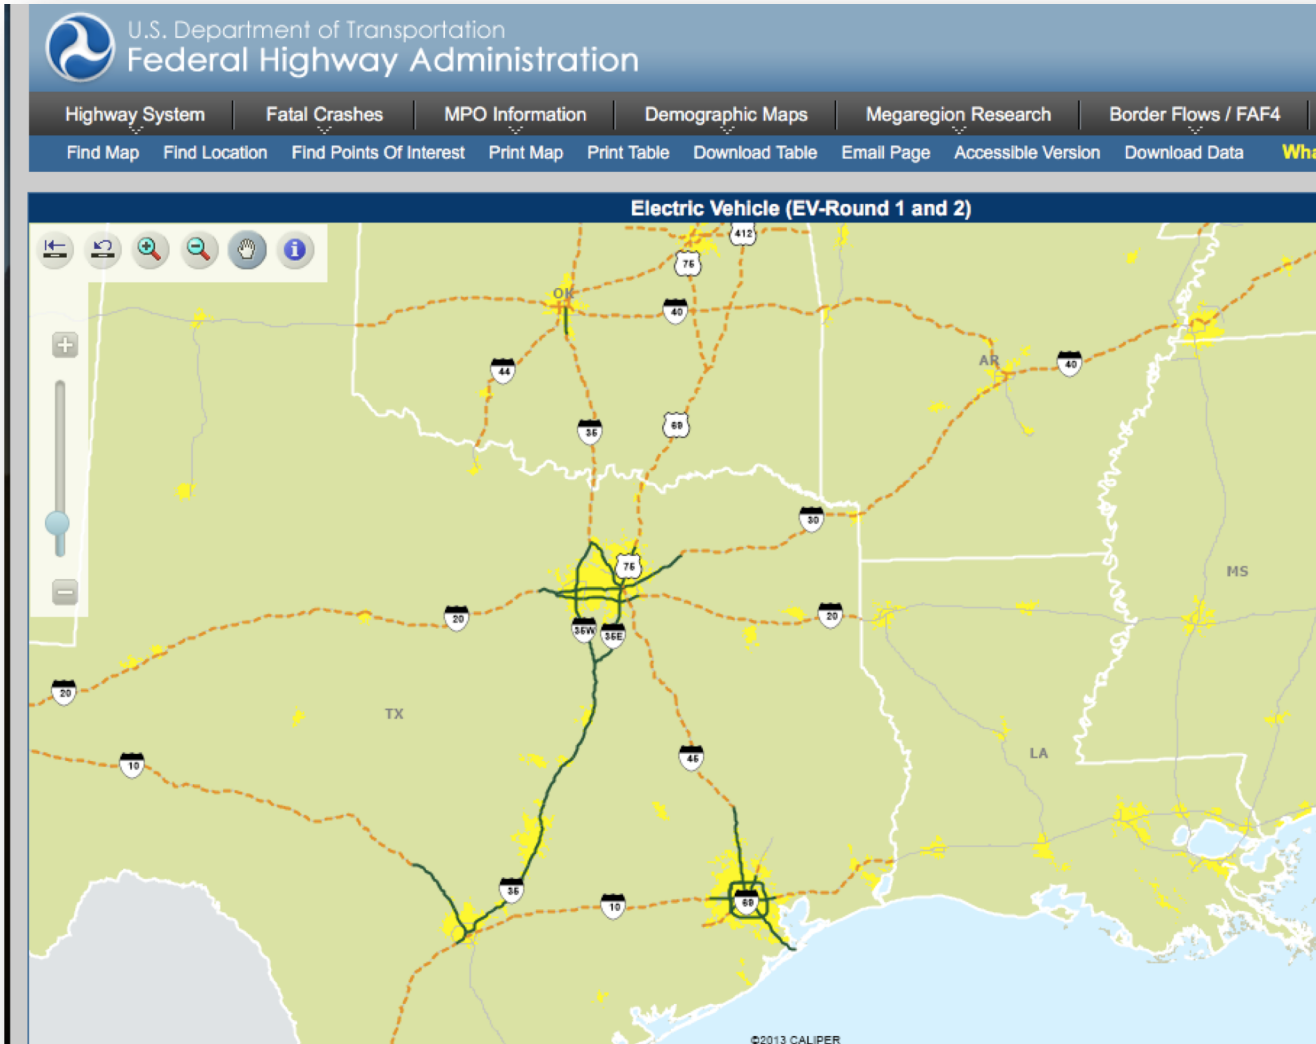 U.S. Department of Transportation
Federal Highway Administration
Highway System Fatal Crashes MPO Information Demographic Maps Megaregion Research Border Flows / FAF4
Find Map Find Location Find Points Of Interest Print Map Print Table Download Table Email Page Accessible Version Download Data Wha
Electric Vehicle (EV-Round 1 and 2)
412
75
OK
40
44
AR
40
35
69
30
75
MS
20
20
35W
35E
20
TX
45
LA
10
35
10
69
©2013 CALIPER